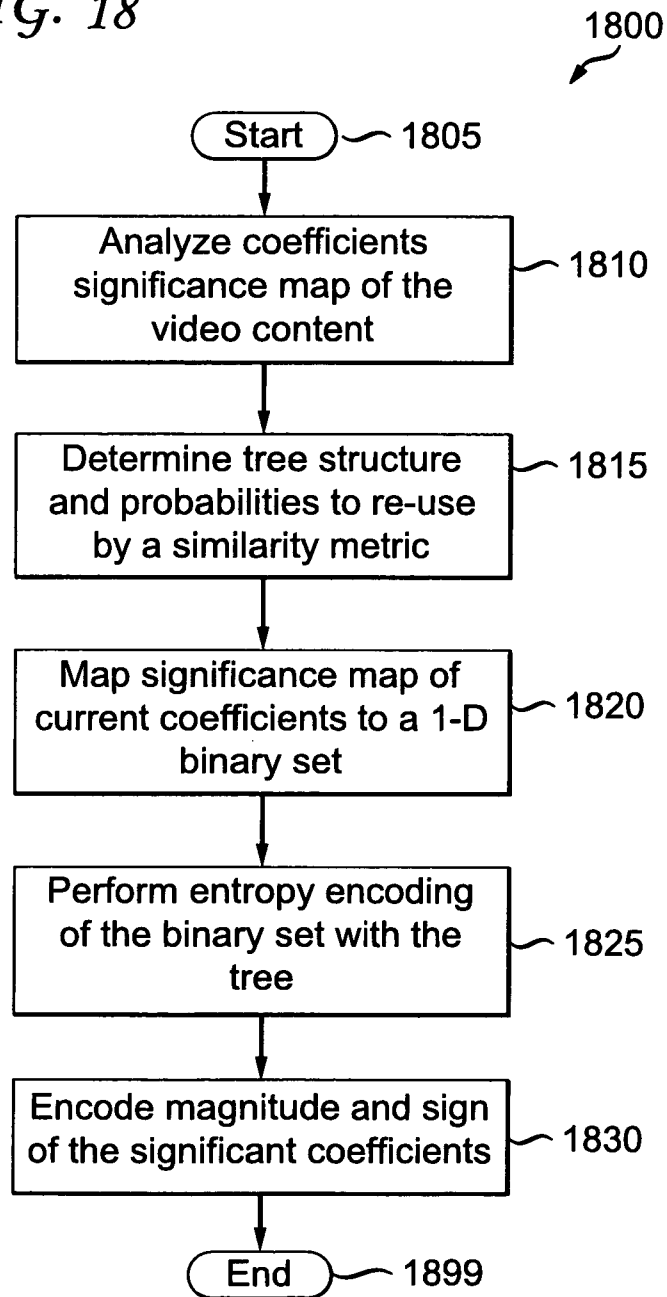 FIG. 18
1800
Start
1805
Analyze coefficients
significance map of the
video content
1810
Determine tree structure
and probabilities to re-use
by a similarity metric
1815
Map significance map of
current coefficients to a 1-D
binary set
1820
Perform entropy encoding
of the binary set with the
tree
1825
Encode magnitude and sign
of the significant coefficients
1830
End
1899